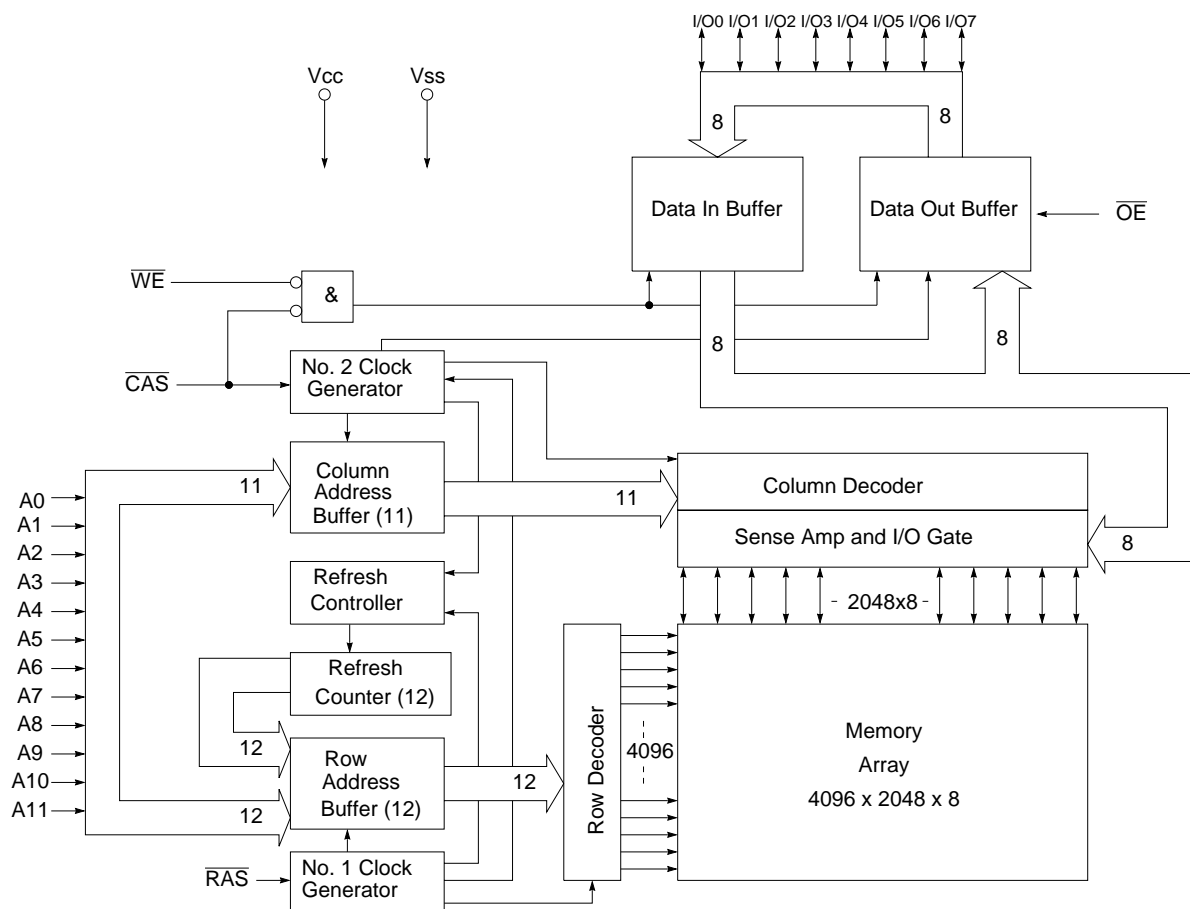 I/O0 I/O1 I/O2 I/O3 I/O4 I/O5 I/O6 I/O7
Vcc
Vss
8
8
Data In Buffer
Data Out Buffer
OE
WE
&
8
8
CAS
No. 2 Clock
Generator
11
Column
Address
Buffer (11)
11
Column Decoder
Sense Amp and I/O Gate
8
A0
A1
A2
A3
A4
A5
A6
A7
A8
A9
A10
A11
Refresh
Controller
- 2048x8 -
Refresh
Counter (12)
12
12
Row
Address
Buffer (12)
12
Row Decoder
4096
Memory
Array
4096 x 2048 x 8
RAS
No. 1 Clock
Generator